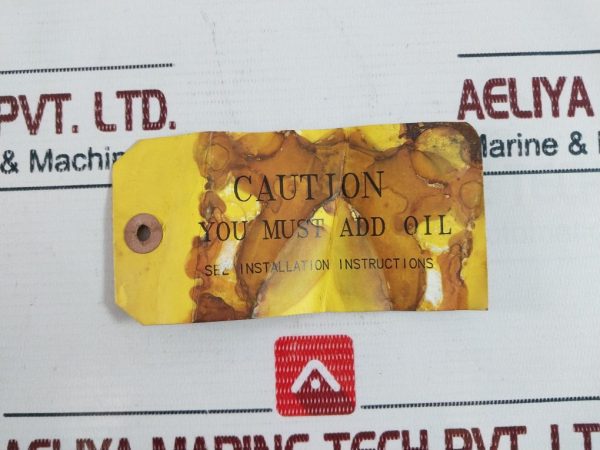 PVT. LTD.
& Machin
AELIYA
Marine &
CAUTION
YOU MUST ADD OIL
SEE INSTALLATION INSTRUCTIONS
AELIYA MARINE TECH PVT. LT